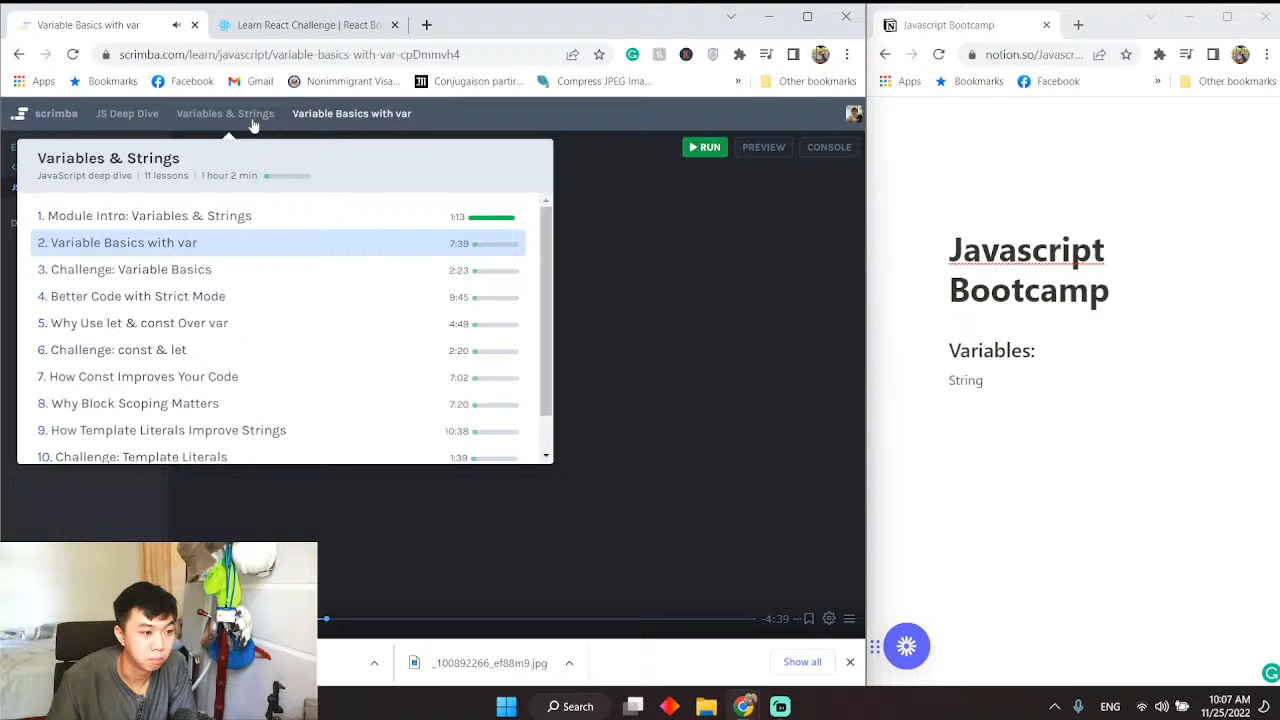 Variable Basics with var
Learn React Challenge | React Bo
Javascript Bootcamp
scrimba.com/learn/javascript/variable-basics-with-var-cpDmmvh4
notion.so/Javascr...
Apps
Bookmarks
Facebook
Gmail
Nonimmigrant Visa...
Conjugaison partir...
Compress JPEG Ima...
»
Other bookmarks
Apps
Bookmarks
Facebook
»
Other bookmarks
scrimba
JS Deep Dive
Variables & Strings
Variable Basics with var
RUN
PREVIEW
CONSOLE
Variables & Strings
JavaScript deep dive | 11 lessons | 1 hour 2 min
1. Module Intro: Variables & Strings 1:13
2. Variable Basics with var 7:39
3. Challenge: Variable Basics 2:23
4. Better Code with Strict Mode 9:45
5. Why Use let & const Over var 4:49
6. Challenge: const & let 2:20
7. How Const Improves Your Code 7:02
8. Why Block Scoping Matters 7:20
9. How Template Literals Improve Strings 10:38
10. Challenge: Template Literals 1:39
Javascript
Bootcamp
Variables:
String
-4:39
_100892266_ef88m9.jpg
Show all
Search
ENG
10:07 AM
11/25/2022